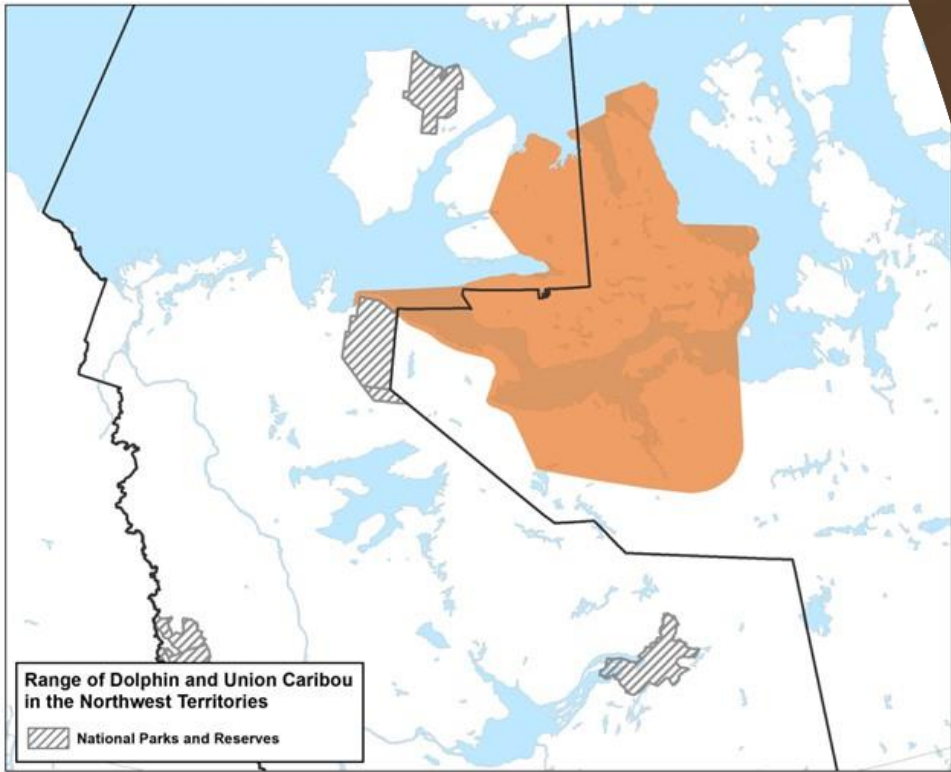 Range of Dolphin and Union Caribou
in the Northwest Territories
National Parks and Reserves